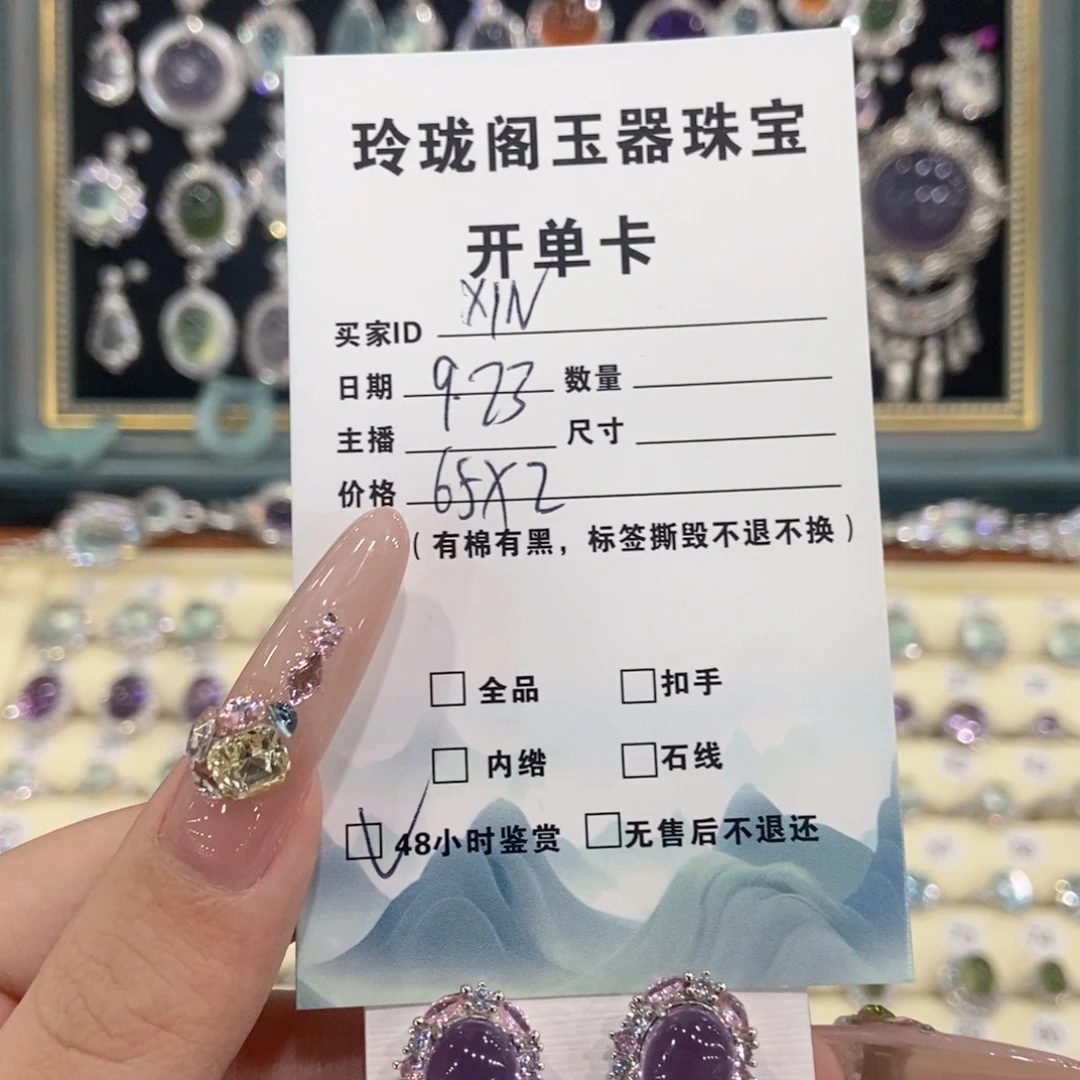 玲珑阁玉器珠宝
开单卡
买家ID XIN
日期 9.23 数量
主播 尺寸
价格 65X2
(有棉有黑，标签撕毁不退不换)
全品 扣手
内绺 石线
48小时鉴赏 无售后不退还